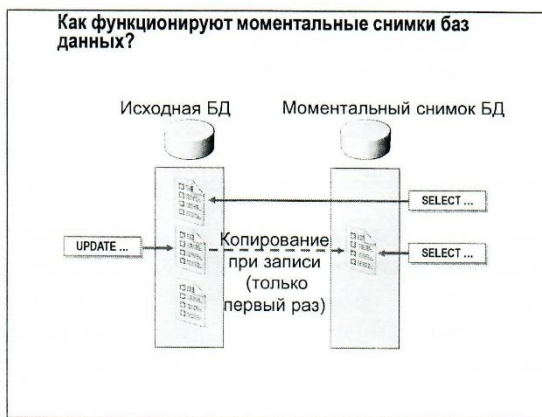 Как функционируют моментальные снимки баз
данных?
Исходная БД
Моментальный снимок БД
SELECT ...
UPDATE ...
Копирование
при записи
(только
первый раз)
SELECT ...